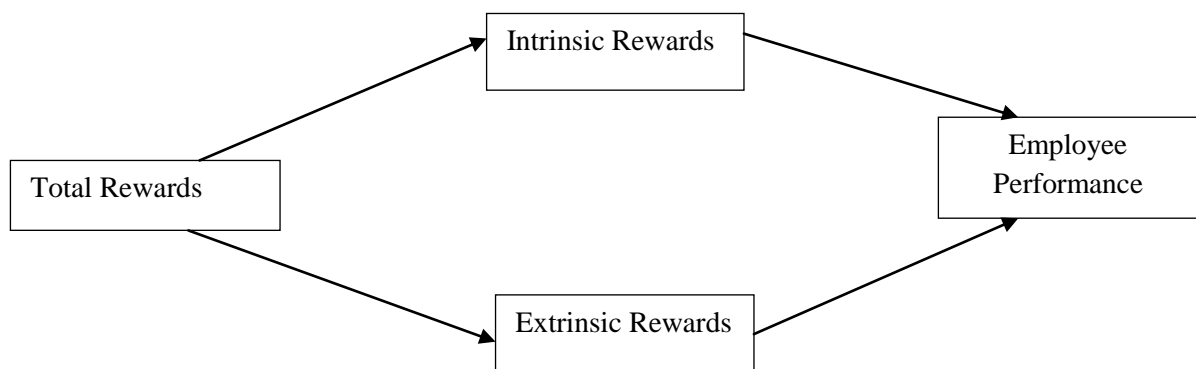 Intrinsic Rewards
Employee
Performance
Total Rewards
Extrinsic Rewards